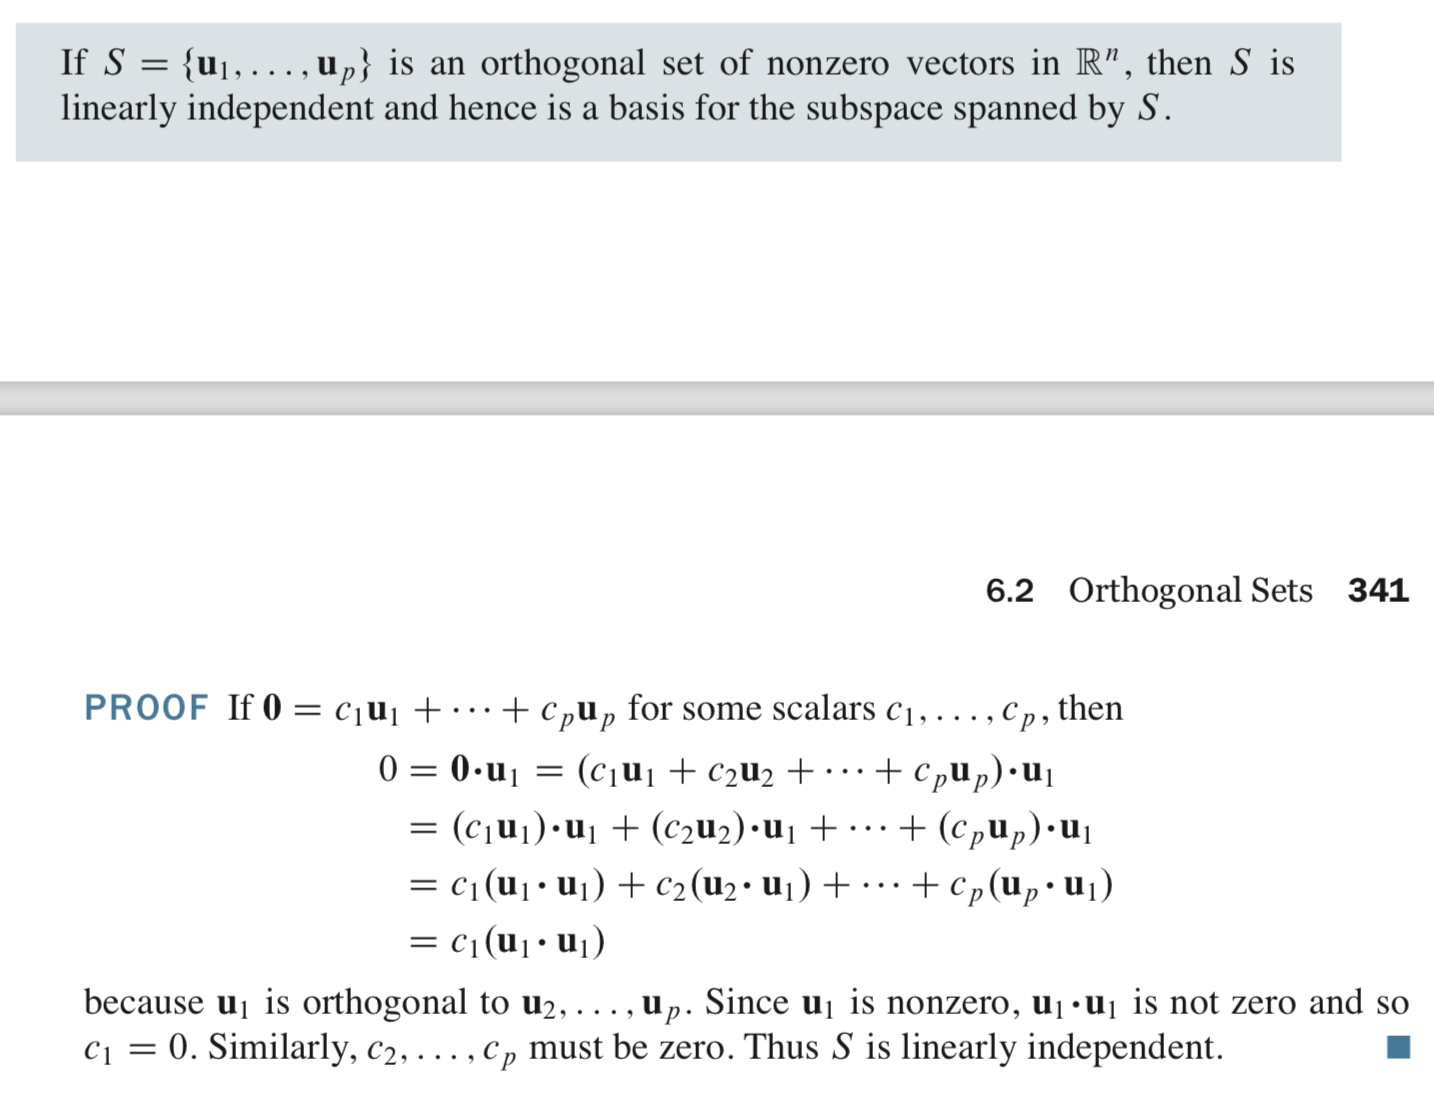 If S = {u₁, . . . , uₚ} is an orthogonal set of nonzero vectors in ℝⁿ, then S is
linearly independent and hence is a basis for the subspace spanned by S.
6.2 Orthogonal Sets 341
PROOF If 0 = c₁u₁ + ··· + cₚuₚ for some scalars c₁, . . . , cₚ, then
0 = 0·u₁ = (c₁u₁ + c₂u₂ + ··· + cₚuₚ)·u₁
= (c₁u₁)·u₁ + (c₂u₂)·u₁ + ··· + (cₚuₚ)·u₁
= c₁(u₁·u₁) + c₂(u₂·u₁) + ··· + cₚ(uₚ·u₁)
= c₁(u₁·u₁)
because u₁ is orthogonal to u₂, . . . , uₚ. Since u₁ is nonzero, u₁·u₁ is not zero and so
c₁ = 0. Similarly, c₂, . . . , cₚ must be zero. Thus S is linearly independent.